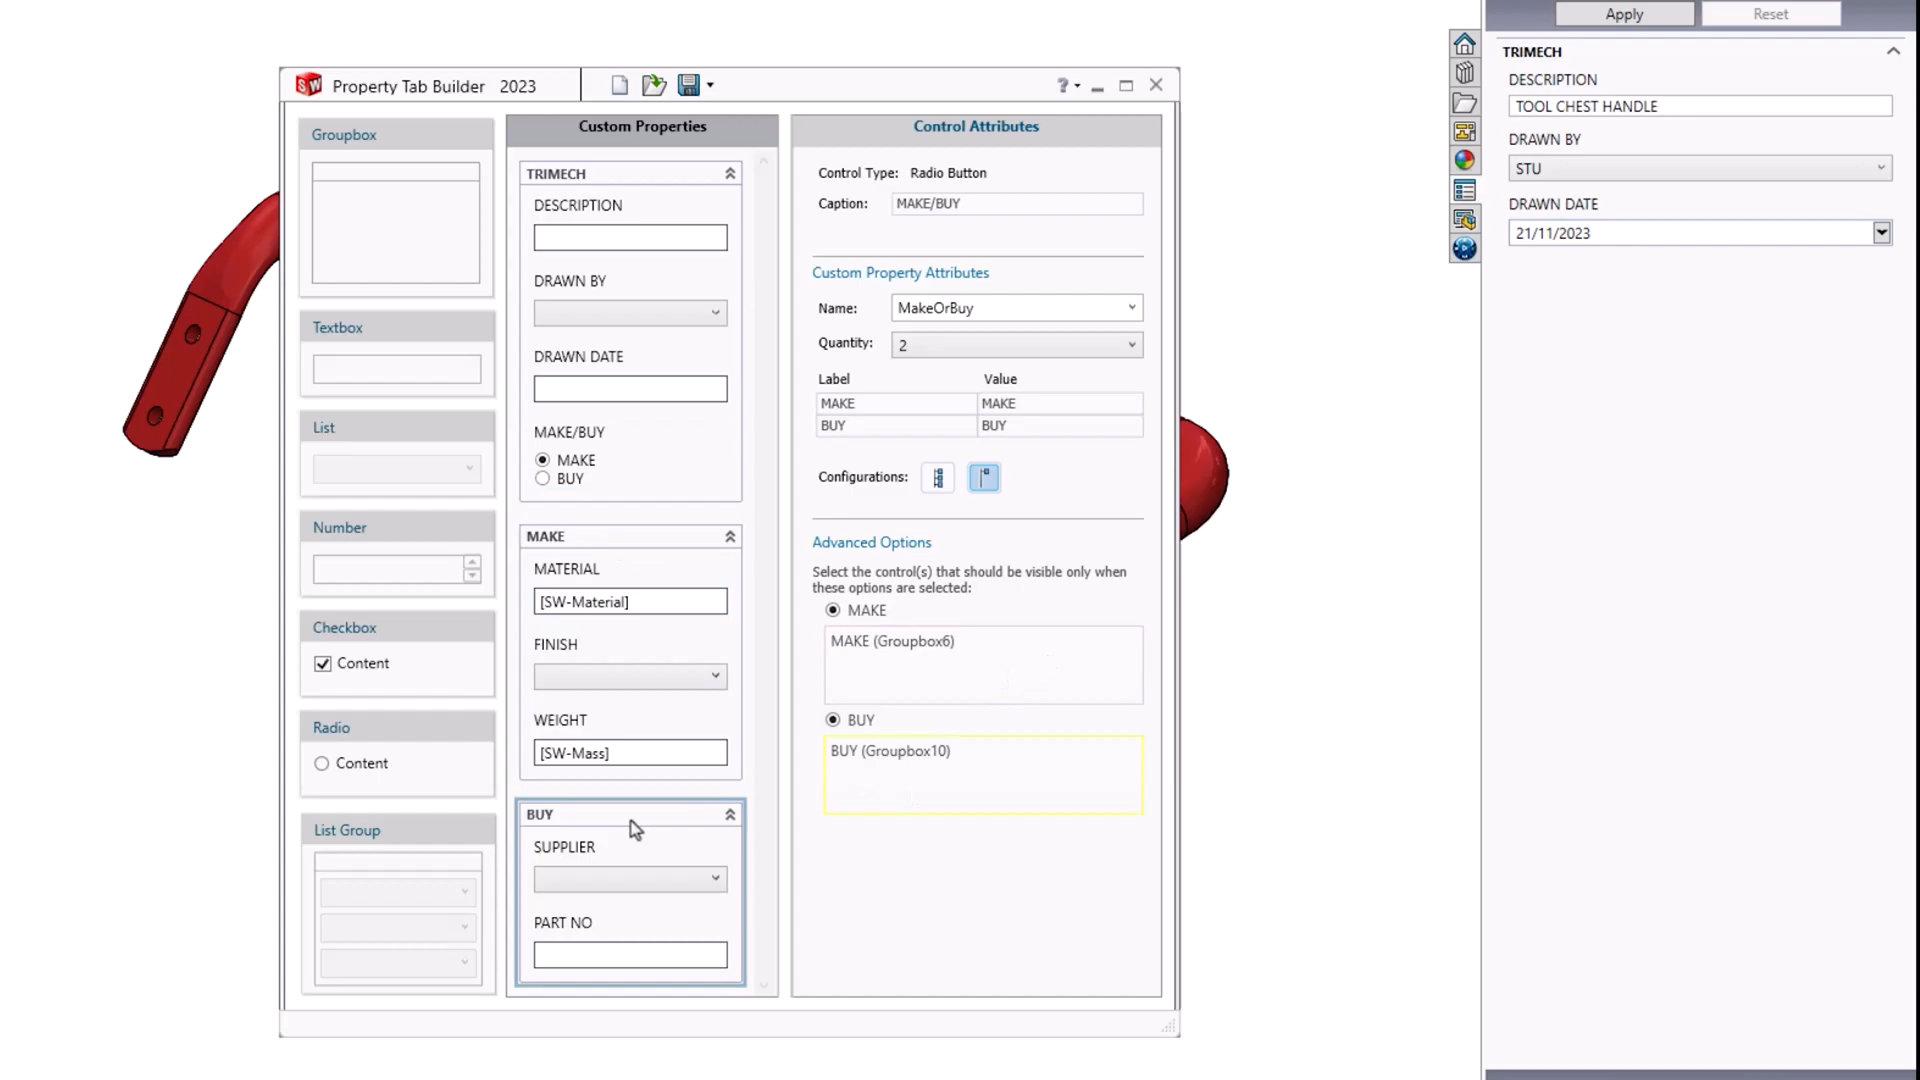 Property Tab Builder 2023
?
Groupbox
Textbox
List
Number
Checkbox
Content
Radio
Content
List Group
Custom Properties
TRIMECH
DESCRIPTION
DRAWN BY
DRAWN DATE
MAKE/BUY
MAKE
BUY
MAKE
MATERIAL
[SW-Material]
FINISH
WEIGHT
[SW-Mass]
BUY
SUPPLIER
PART NO
Control Attributes
Control Type: Radio Button
Caption: MAKE/BUY
Custom Property Attributes
Name: MakeOrBuy
Quantity: 2
Label Value
MAKE MAKE
BUY BUY
Configurations:
Advanced Options
Select the control(s) that should be visible only when
these options are selected:
MAKE
MAKE (Groupbox6)
BUY
BUY (Groupbox10)
Apply Reset
TRIMECH
DESCRIPTION
TOOL CHEST HANDLE
DRAWN BY
STU
DRAWN DATE
21/11/2023